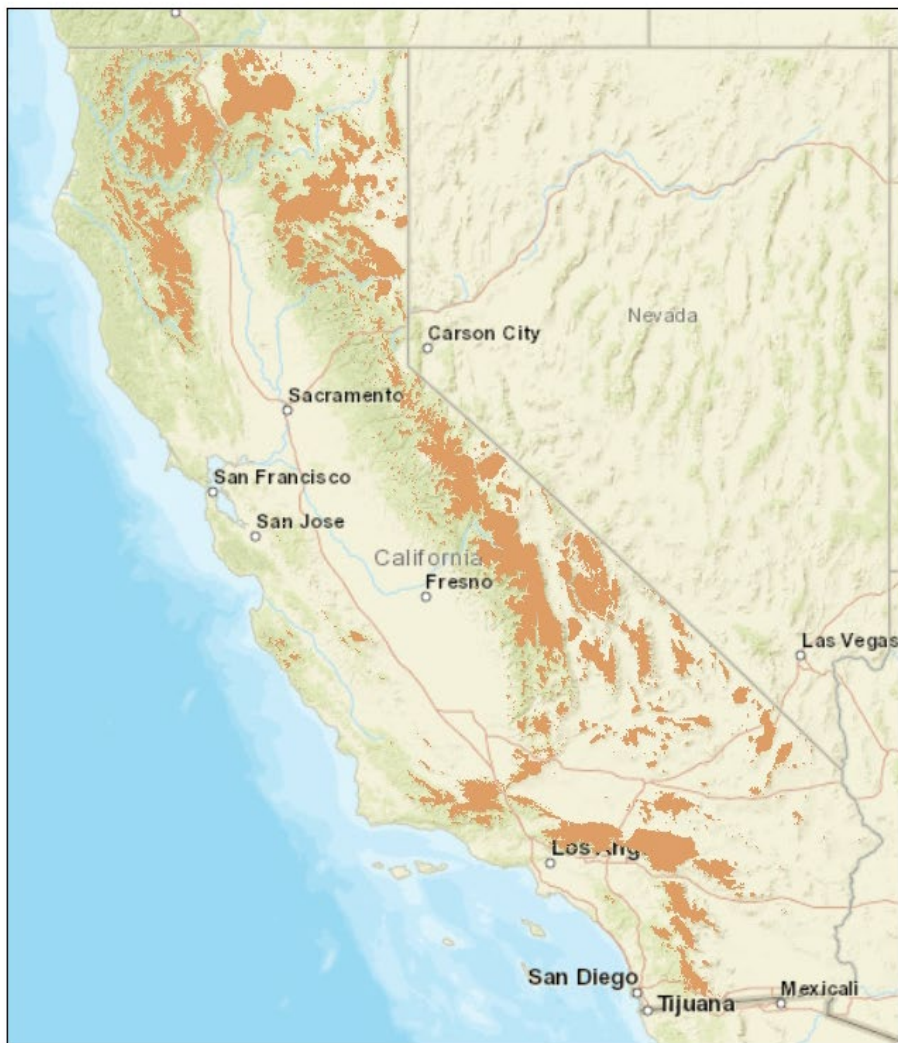 Nevada
Carson City
Sacramento
San Francisco
San Jose
California
Fresno
Las Vegas
Los Ang
San Diego
Tijuana
Mexicali